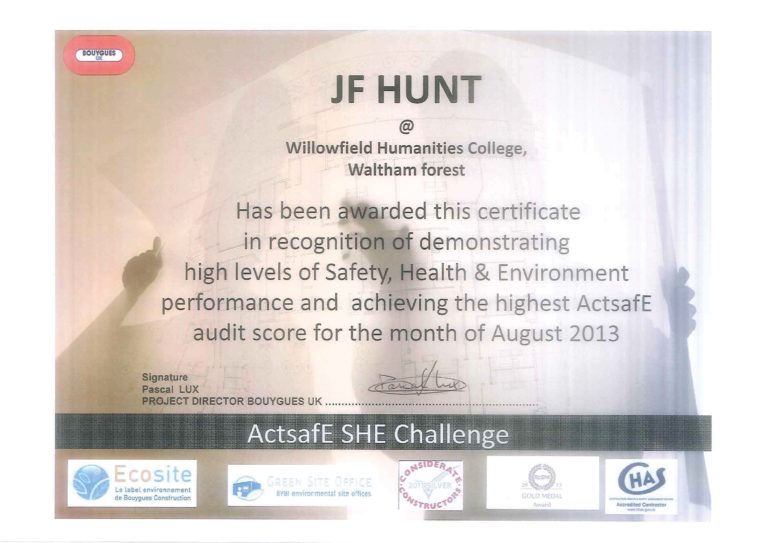 BOUYGUES
UK
JF HUNT
@
Willowfield Humanities College,
Waltham forest
Has been awarded this certificate
in recognition of demonstrating
high levels of Safety, Health & Environment
performance and achieving the highest ActsafE
audit score for the month of August 2013
Signature
Pascal LUX
PROJECT DIRECTOR BOUYGUES UK
ActsafE SHE Challenge
Ecosite
Le label environnement
de Bouygues Construction
GREEN SITE OFFICE
BYBI environmental site offices
CONSIDERATE
SILVER
CONSTRUCTORS
GOLD MEDAL
Award
CHAS
Accredited Contractor